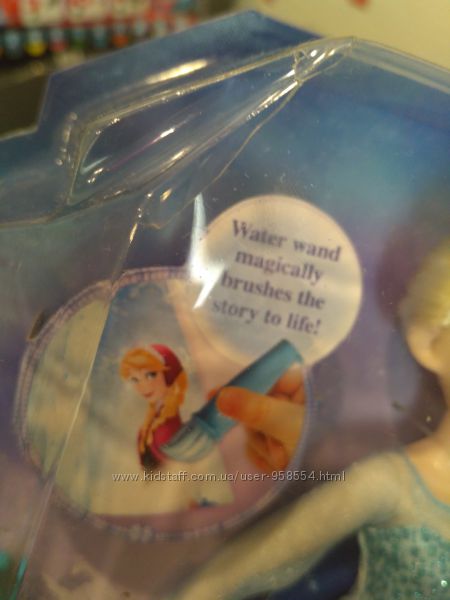 Water wand
magically
brushes the
story to life!
www.kidstaff.com.ua/user-958554.html